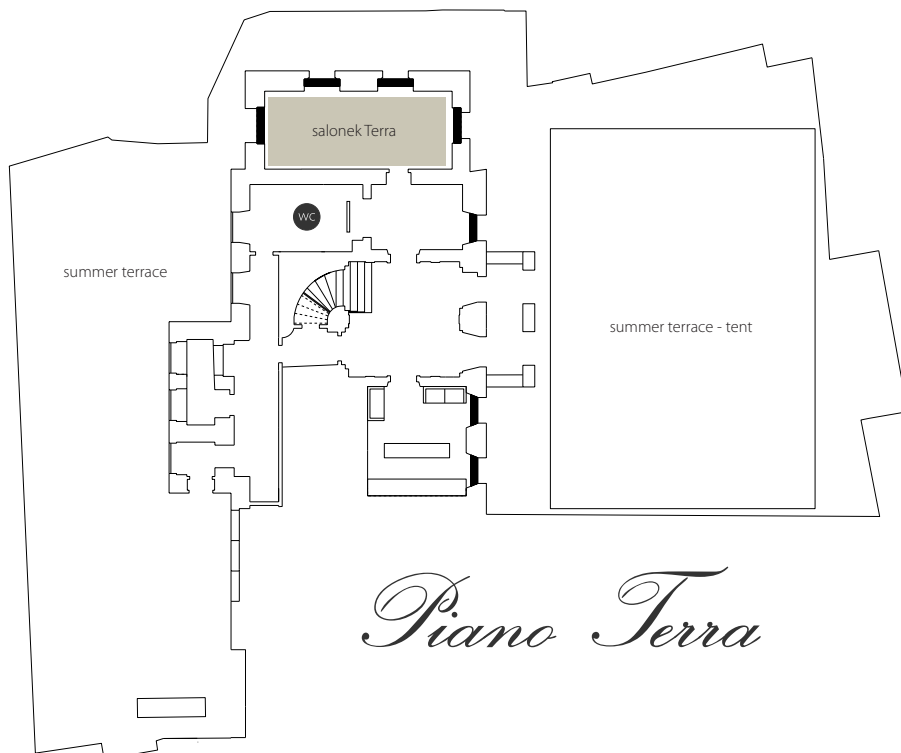 salonek Terra
WC
summer terrace
summer terrace - tent
Piano Terra